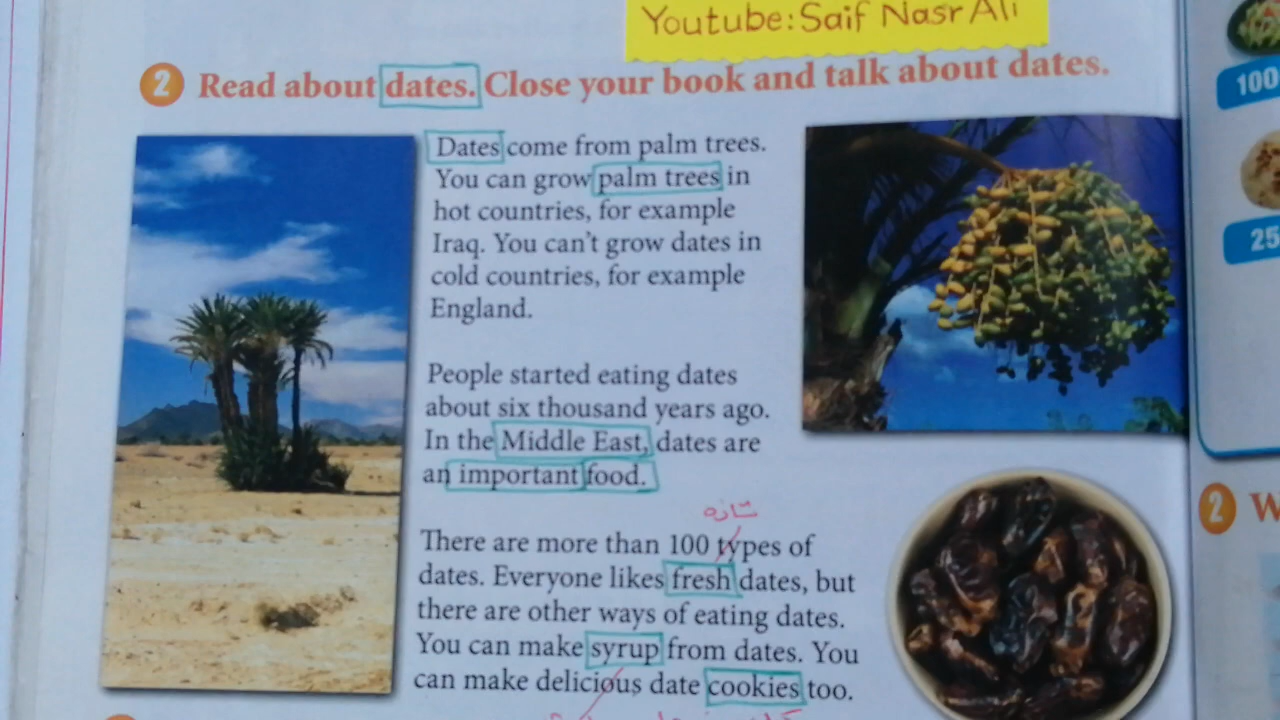 Youtube: Saif Nasr Ali
2 Read about dates. Close your book and talk about dates.
Dates come from palm trees.
You can grow palm trees in
hot countries, for example
Iraq. You can't grow dates in
cold countries, for example
England.
People started eating dates
about six thousand years ago.
In the Middle East, dates are
an important food.
There are more than 100 types of
dates. Everyone likes fresh dates, but
there are other ways of eating dates.
You can make syrup from dates. You
can make delicious date cookies too.
100
25
2 W